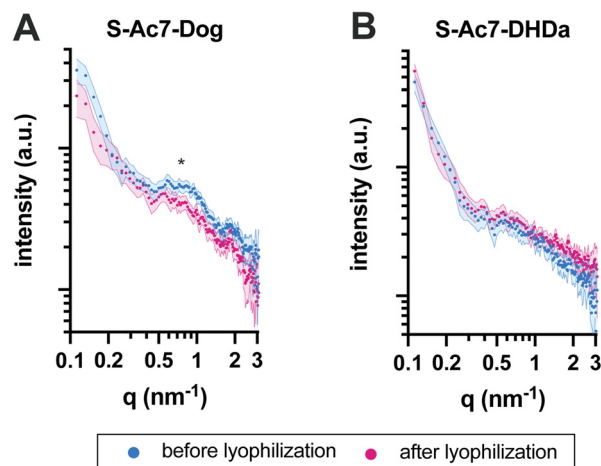 A
S-Ac7-Dog
intensity (a.u.)
*
0.1 0.2 0.5 1 2 3
q (nm-1)
B
S-Ac7-DHDa
intensity (a.u.)
0.1 0.2 0.5 1 2 3
q (nm-1)
before lyophilization after lyophilization